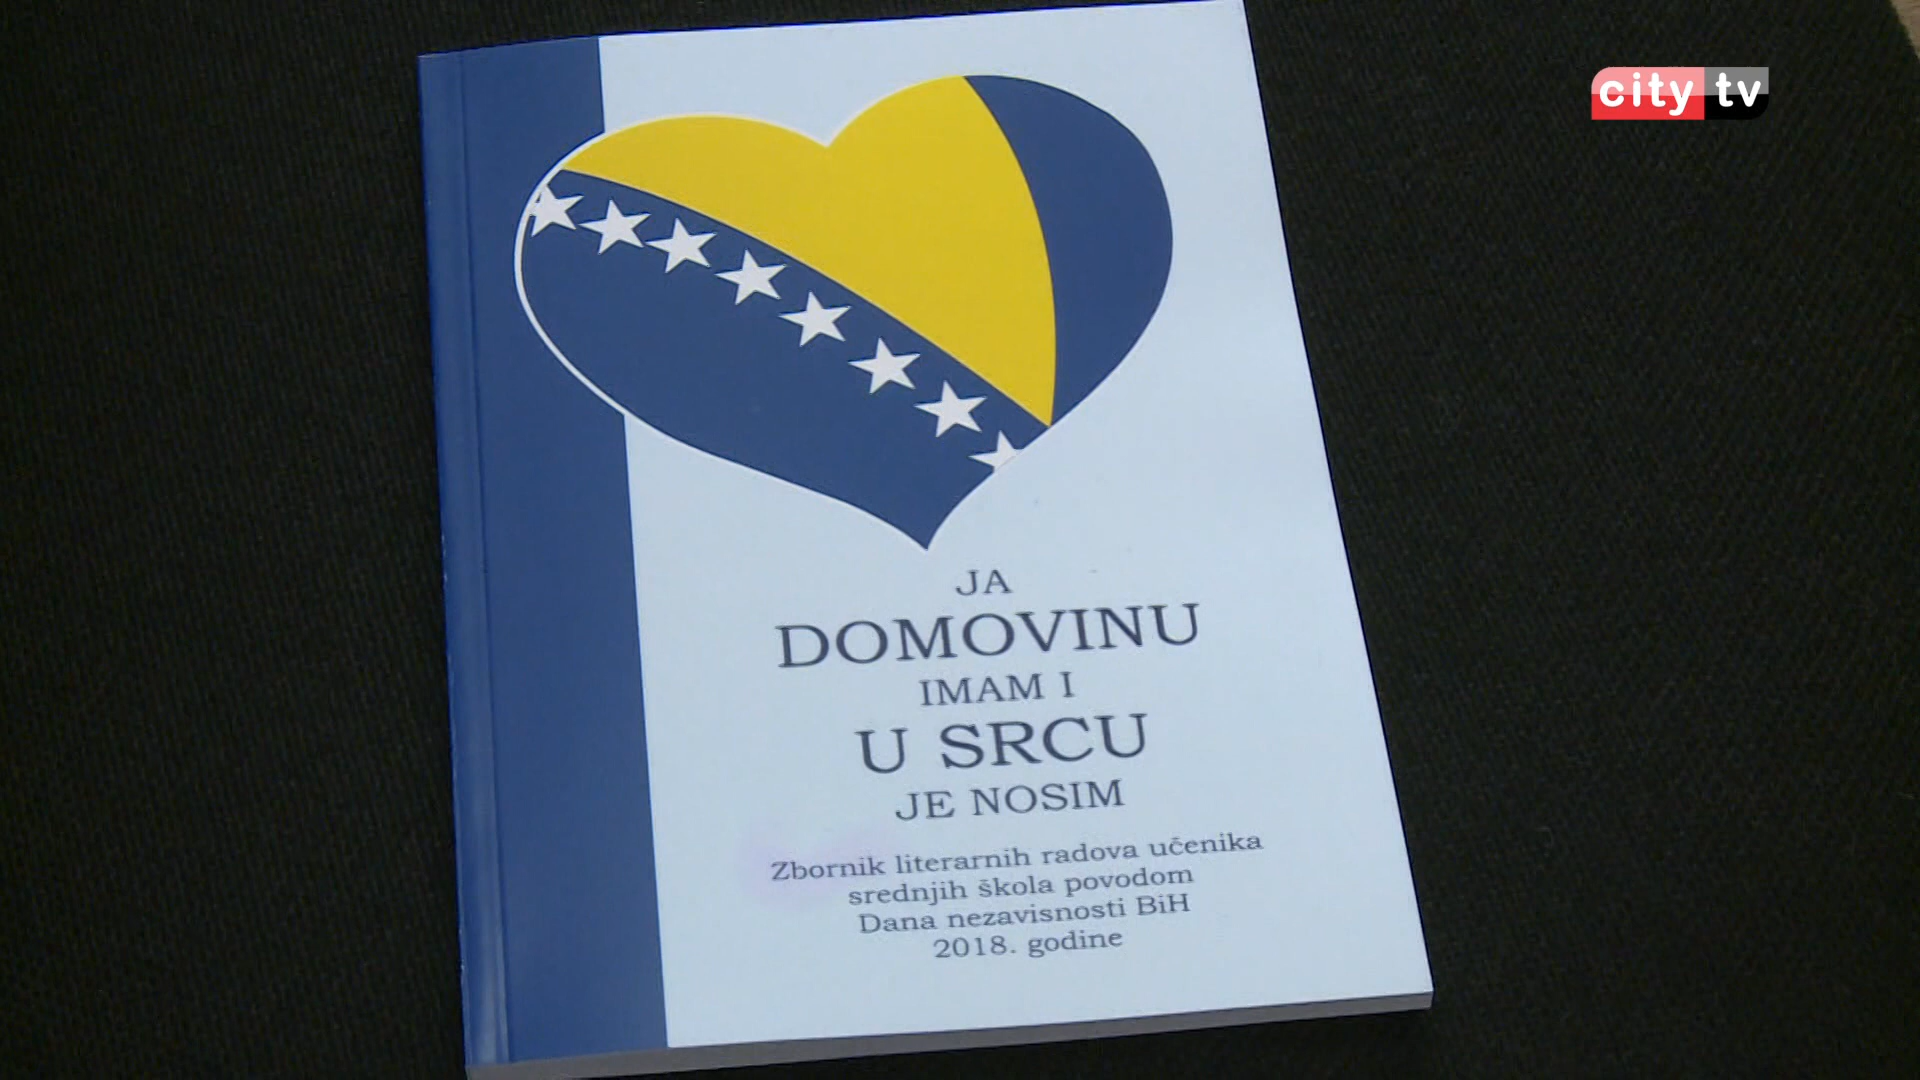 city tv
JA
DOMOVINU
IMAM I
U SRCU
JE NOSIM
Zbornik literarnih radova učenika
srednjih škola povodom
Dana nezavisnosti BiH
2018. godine